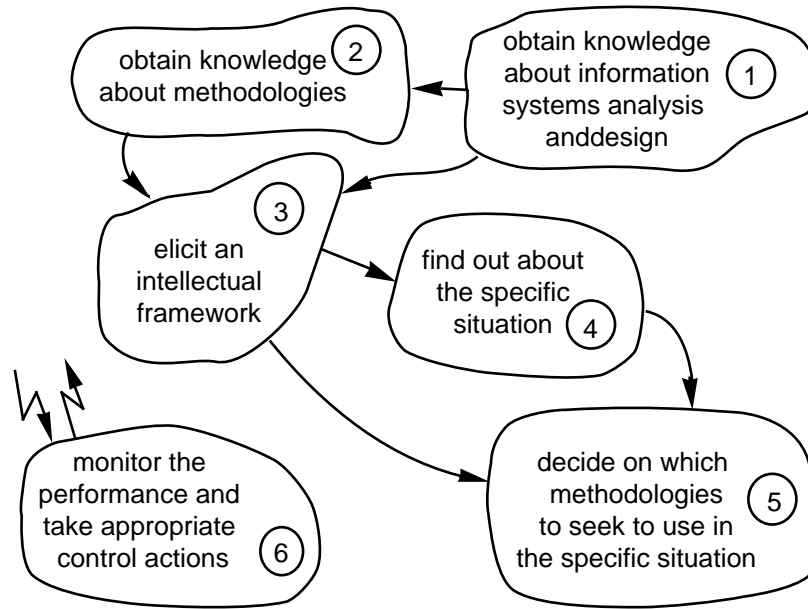 obtain knowledge
about information
systems analysis
anddesign
1
obtain knowledge
about methodologies
2
elicit an
intellectual
framework
3
find out about
the specific
situation
4
decide on which
methodologies
to seek to use in
the specific situation
5
monitor the
performance and
take appropriate
control actions
6